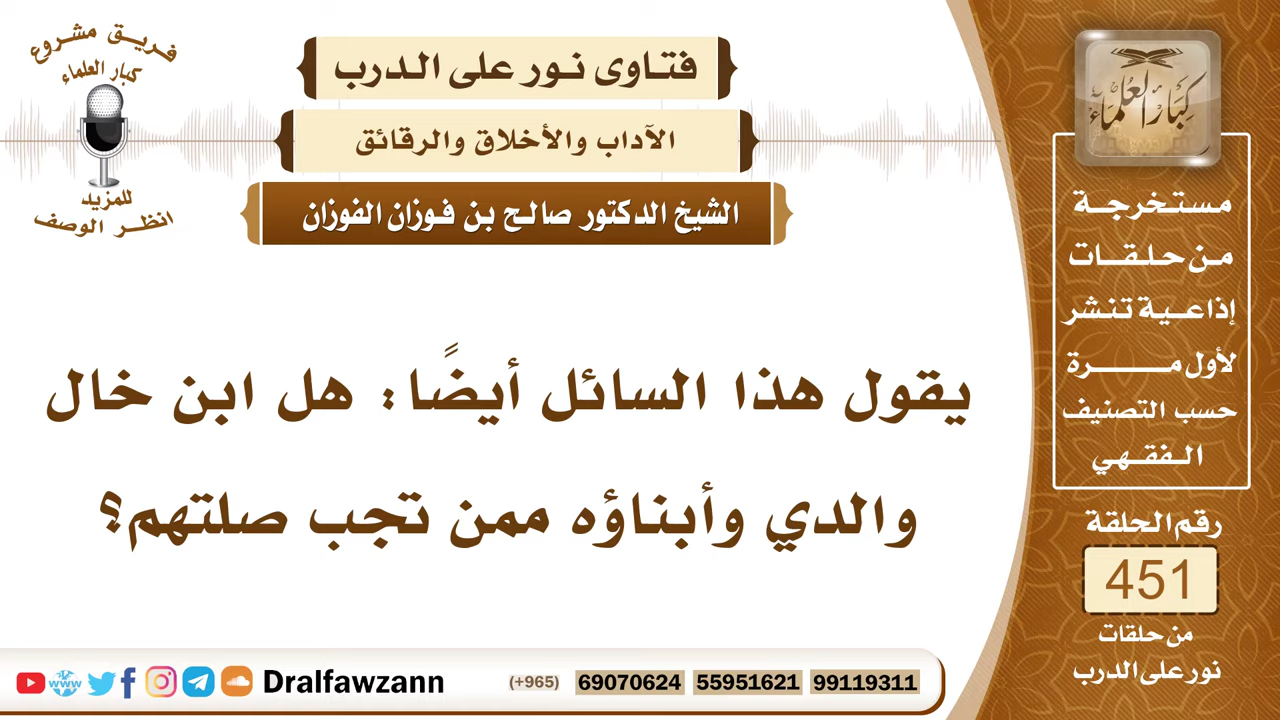 فريق مشروع
كبار العلماء
للمزيد
انظر الوصف
فتاوى نور على الدرب
الآداب والأخلاق والرقائق
الشيخ الدكتور صالح بن فوزان الفوزان
يقول هذا السائل أيضًا: هل ابن خال
والدي وأبناؤه ممن تجب صلتهم؟
كبار العلماء
مستخرجة
من حلقات
إذاعية تنشر
لأول مرة
حسب التصنيف
الفقهي
رقم الحلقة
451
من حلقات
نور على الدرب
www Dralfawzann (+965) 69070624 55951621 99119311